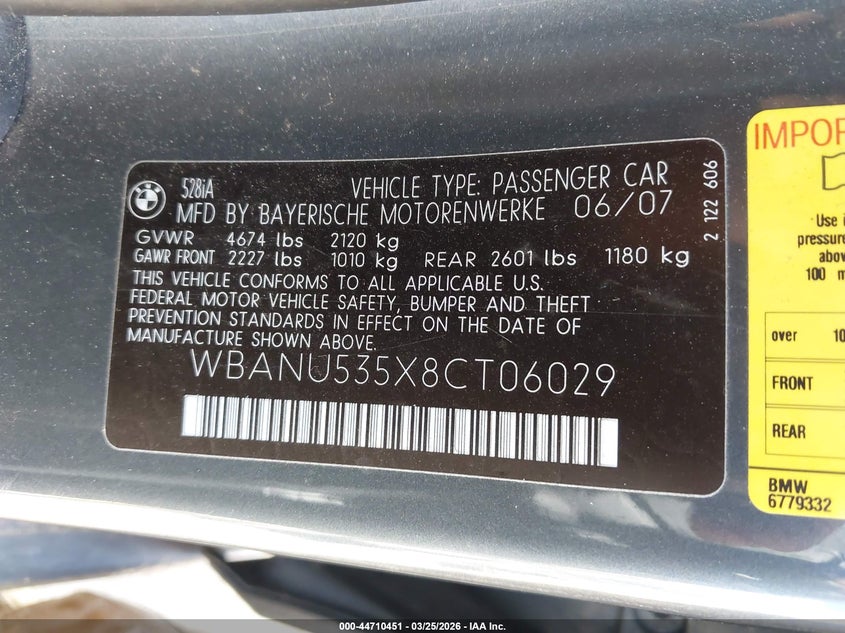 BMW
528iA
VEHICLE TYPE: PASSENGER CAR
MFD BY BAYERISCHE MOTORENWERKE 06/07
GVWR 4674 lbs 2120 kg
GAWR FRONT 2227 lbs 1010 kg REAR 2601 lbs 1180 kg
THIS VEHICLE CONFORMS TO ALL APPLICABLE U.S.
FEDERAL MOTOR VEHICLE SAFETY, BUMPER AND THEFT
PREVENTION STANDARDS IN EFFECT ON THE DATE OF
MANUFACTURE SHOWN ABOVE.
WBANU535X8CT06029
2 122 606
IMPOR
Use i
pressure
abov
100 m
over 10
FRONT
REAR
BMW
6779332
000-44710451 - 03/25/2026 - IAA Inc.